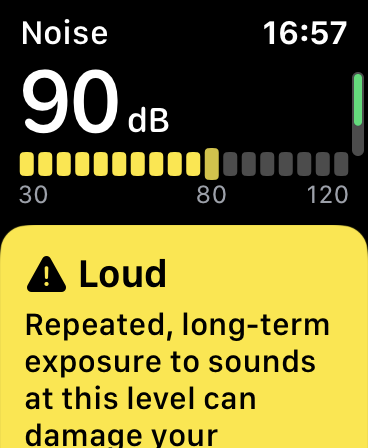 Noise 16:57
90 dB
30 80 120
Loud
Repeated, long-term
exposure to sounds
at this level can
damage your